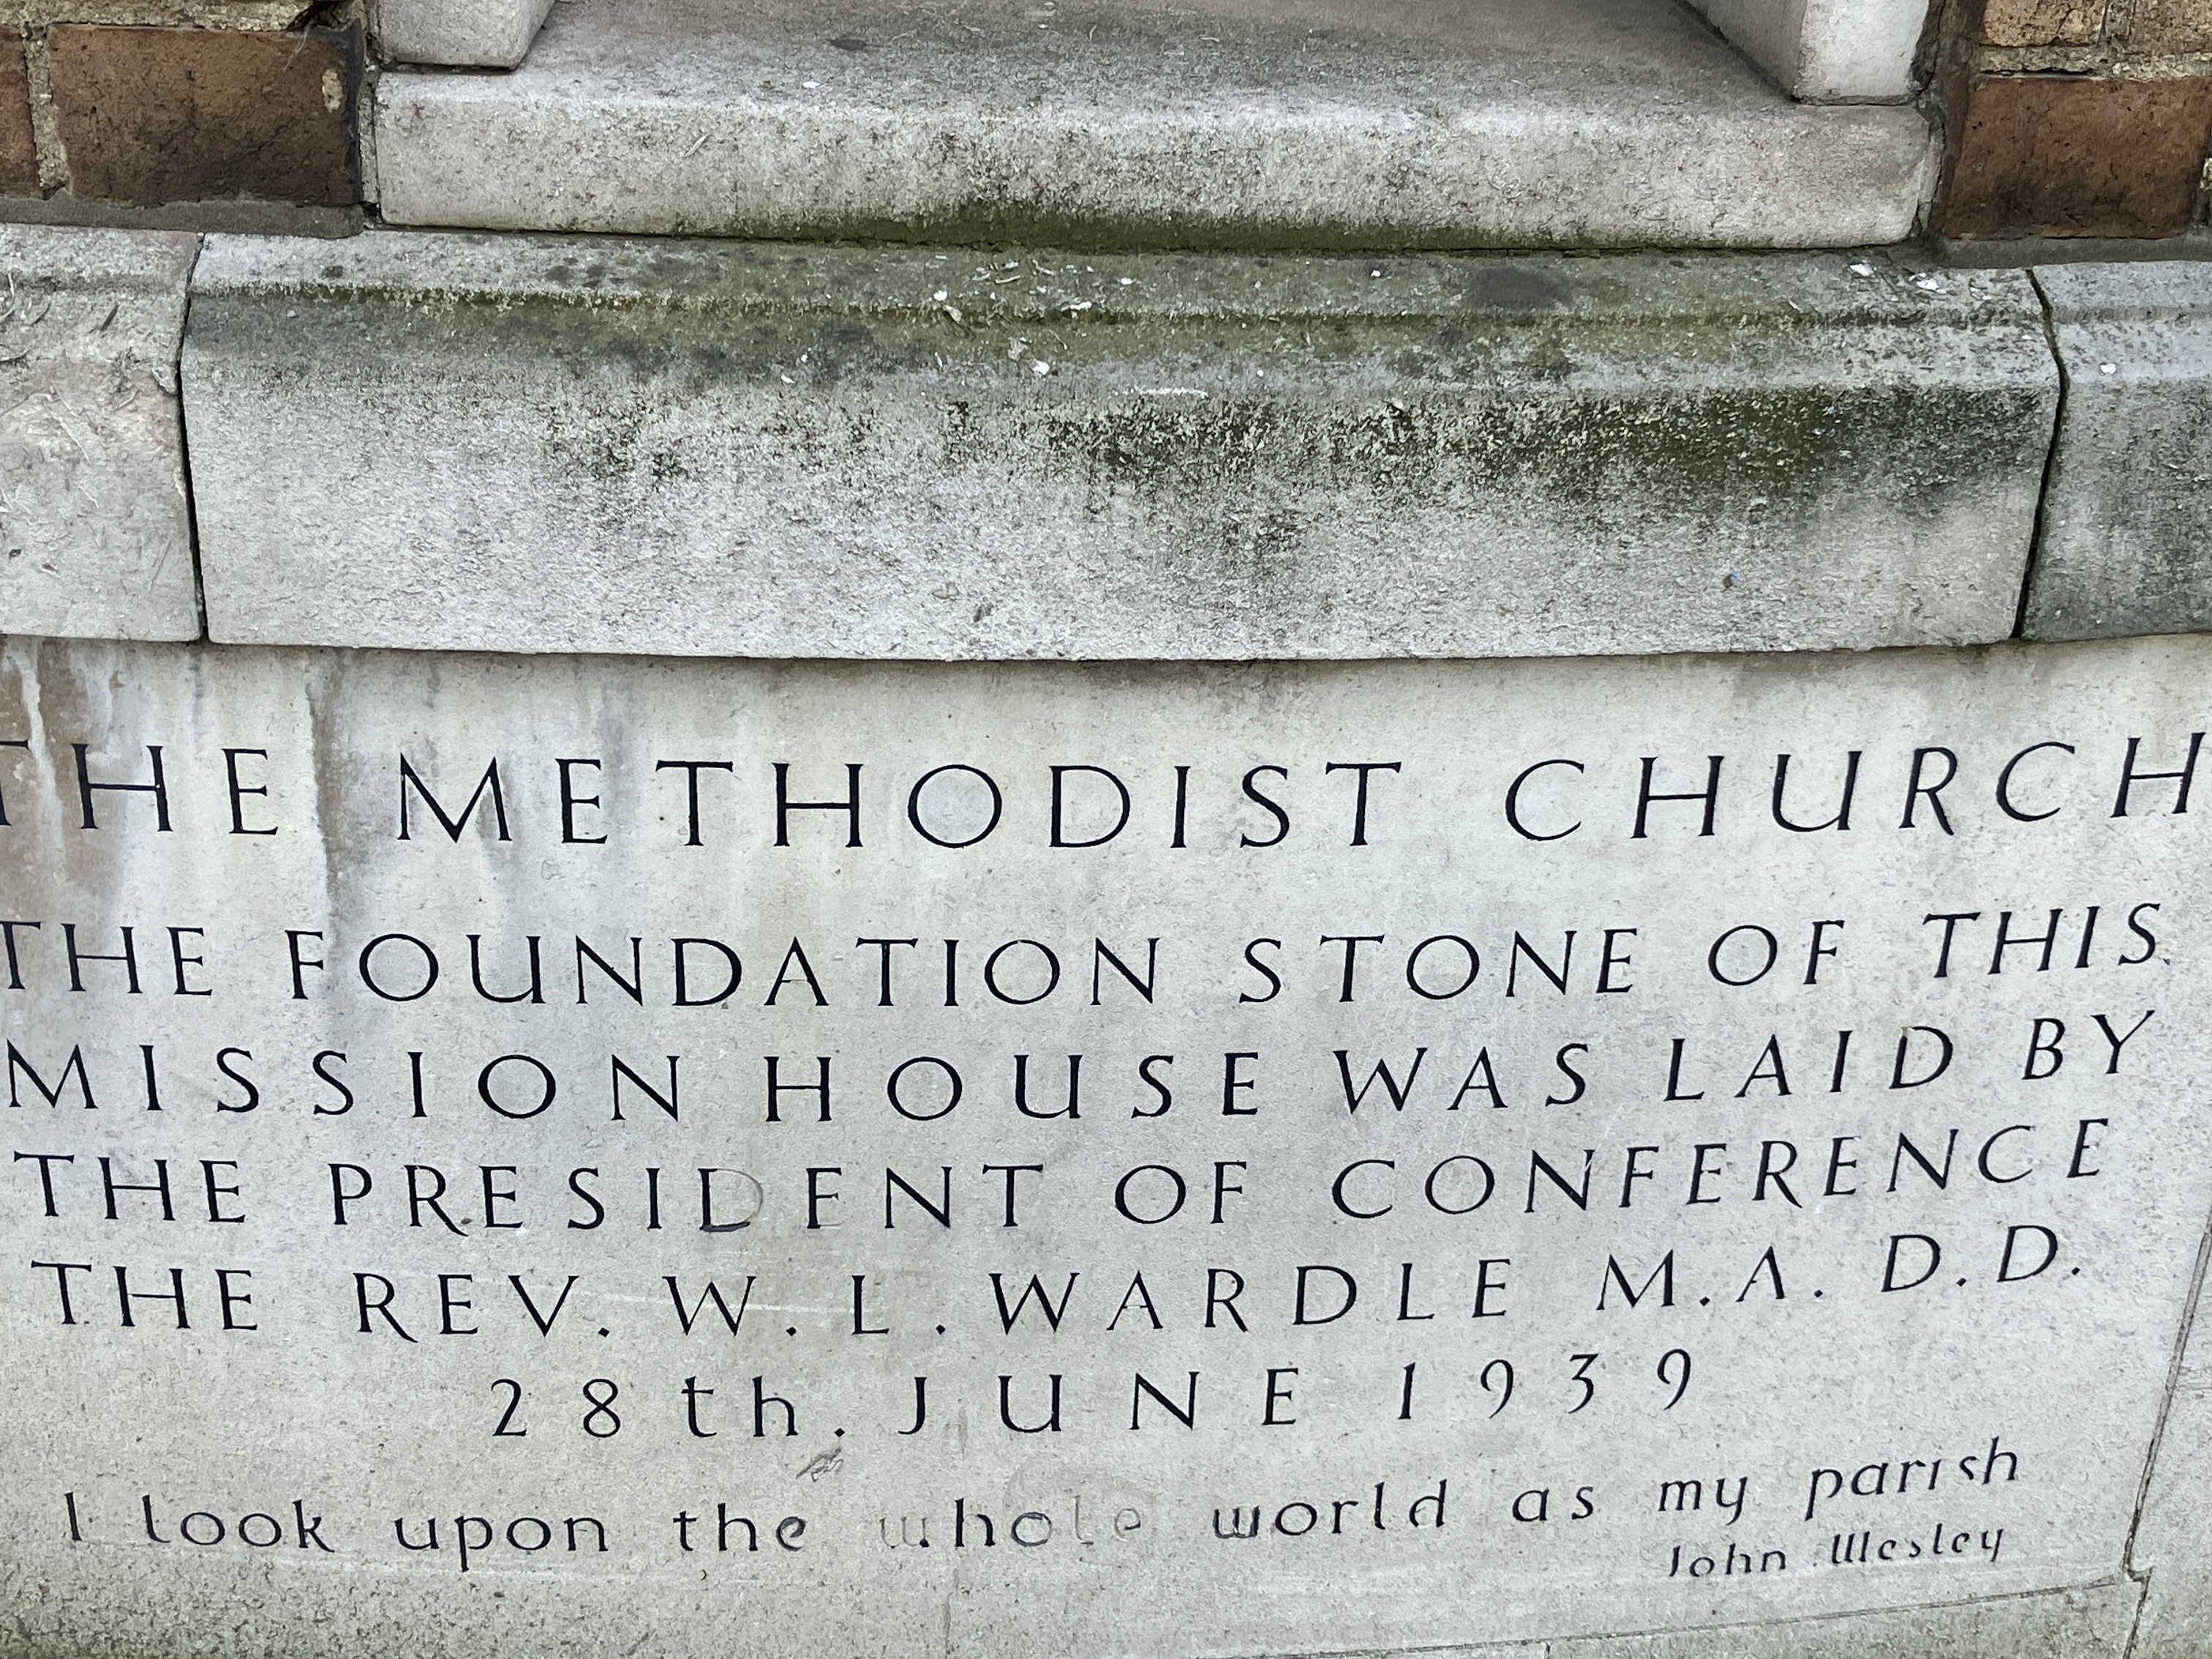 THE METHODIST CHURCH
THE FOUNDATION STONE OF THIS
MISSION HOUSE WAS LAID BY
THE PRESIDENT OF CONFERENCE
THE REV. W. L. WARDLE M.A. D.D.
28th. JUNE 1939
I look upon the whole world as my parish
John Wesley